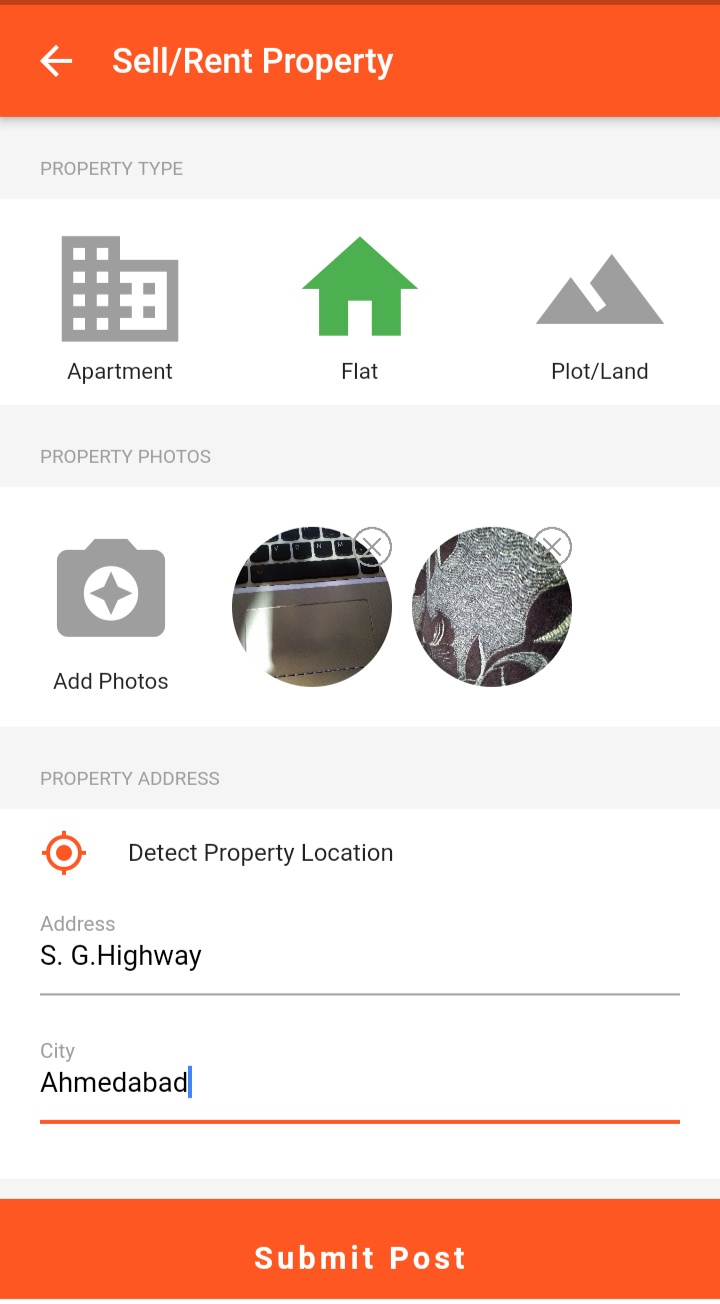 Sell/Rent Property
PROPERTY TYPE
Apartment Flat Plot/Land
PROPERTY PHOTOS
Add Photos
PROPERTY ADDRESS
Detect Property Location
Address
S. G.Highway
City
Ahmedabad
Submit Post